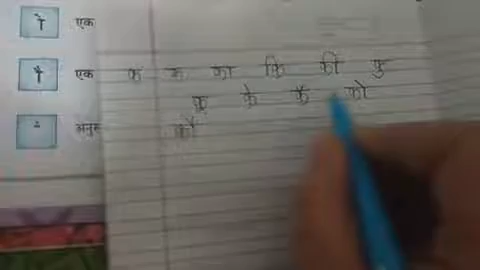 ो एक
ौ एक
ं अनुस
क क का कि की कु
कू के कै को
कौ